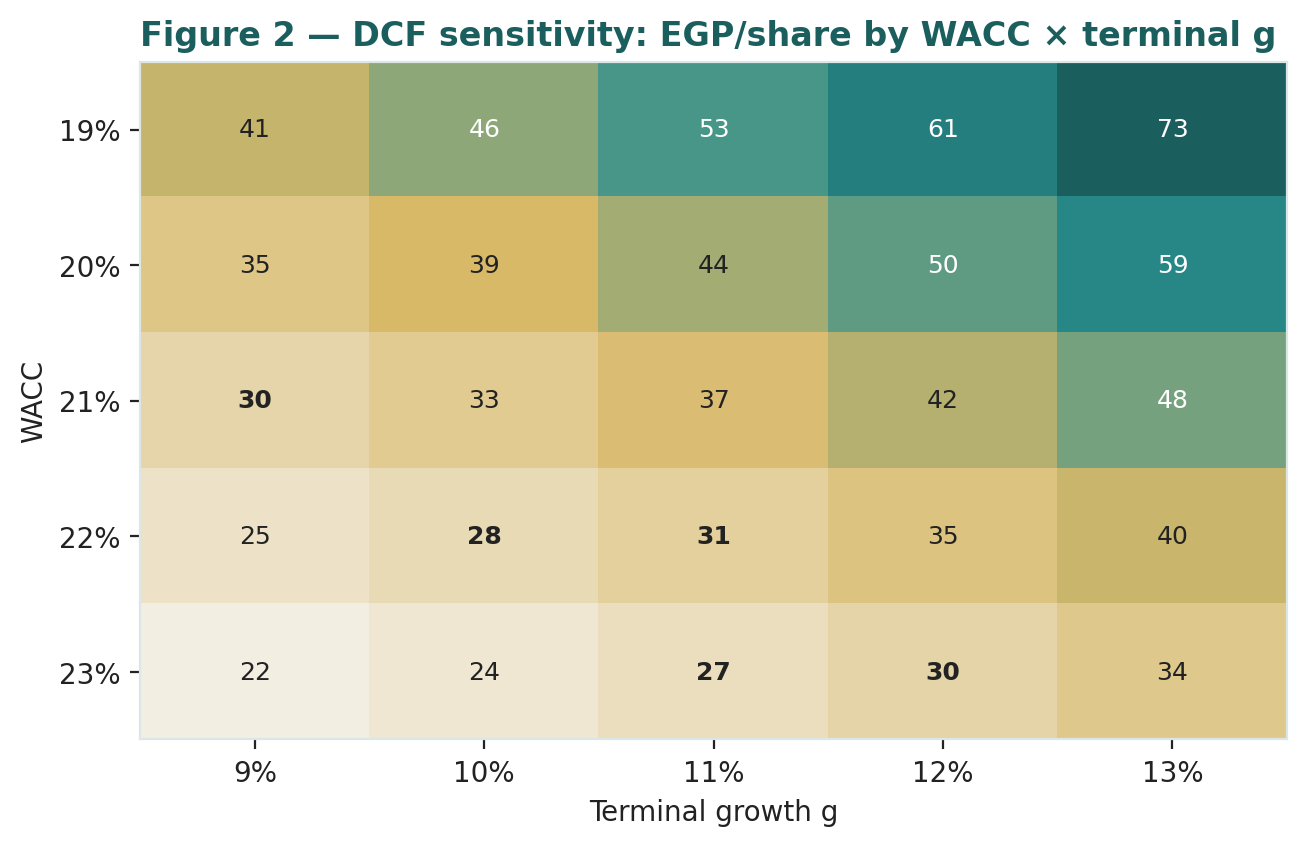 Figure 2 — DCF sensitivity: EGP/share by WACC × terminal g
WACC
19% 41 46 53 61 73
20% 35 39 44 50 59
21% 30 33 37 42 48
22% 25 28 31 35 40
23% 22 24 27 30 34
9% 10% 11% 12% 13%
Terminal growth g